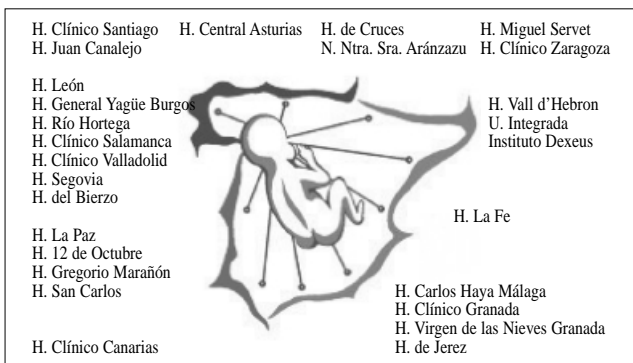 H. Clínico Santiago H. Central Asturias H. de Cruces H. Miguel Servet
H. Juan Canalejo N. Ntra. Sra. Aránzazu H. Clínico Zaragoza
H. León
H. General Yagüe Burgos H. Vall d’Hebron
H. Río Hortega U. Integrada
H. Clínico Salamanca Instituto Dexeus
H. Clínico Valladolid
H. Segovia
H. del Bierzo
H. La Fe
H. La Paz
H. 12 de Octubre
H. Gregorio Marañón
H. San Carlos H. Carlos Haya Málaga
H. Clínico Granada
H. Virgen de las Nieves Granada
H. Clínico Canarias H. de Jerez